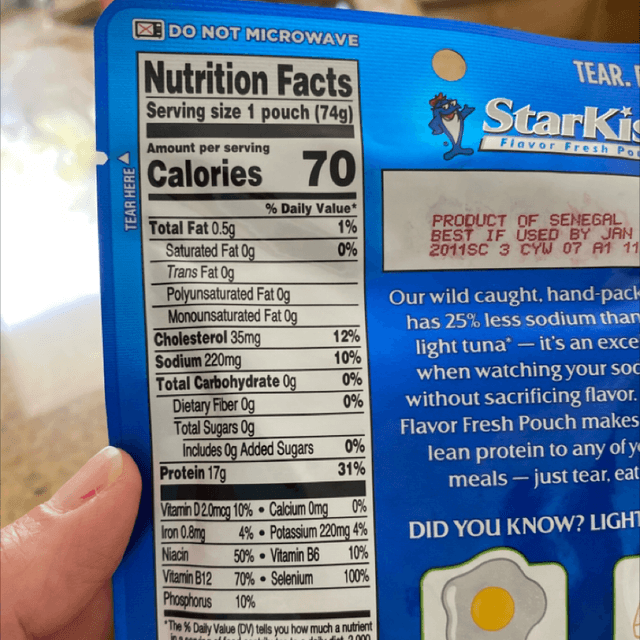 DO NOT MICROWAVE
TEAR HERE
Nutrition Facts
Serving size 1 pouch (74g)
Amount per serving
Calories 70
% Daily Value*
Total Fat 0.5g 1%
Saturated Fat 0g 0%
Trans Fat 0g
Polyunsaturated Fat 0g
Monounsaturated Fat 0g
Cholesterol 35mg 12%
Sodium 220mg 10%
Total Carbohydrate 0g 0%
Dietary Fiber 0g 0%
Total Sugars 0g
Includes 0g Added Sugars 0%
Protein 17g 31%
Vitamin D 2.0mcg 10% • Calcium 0mg 0%
Iron 0.8mg 4% • Potassium 220mg 4%
Niacin 50% • Vitamin B6 10%
Vitamin B12 70% • Selenium 100%
Phosphorus 10%
*The % Daily Value (DV) tells you how much a nutrient
TEAR.
StarKis
Flavor Fresh Po
PRODUCT OF SENEGAL
BEST IF USED BY JAN
2011SC 3 CYW 07 A1 11
Our wild caught, hand-pack
has 25% less sodium than
light tuna* — it's an exce
when watching your sod
without sacrificing flavor.
Flavor Fresh Pouch makes
lean protein to any of y
meals — just tear, eat
DID YOU KNOW? LIGHT